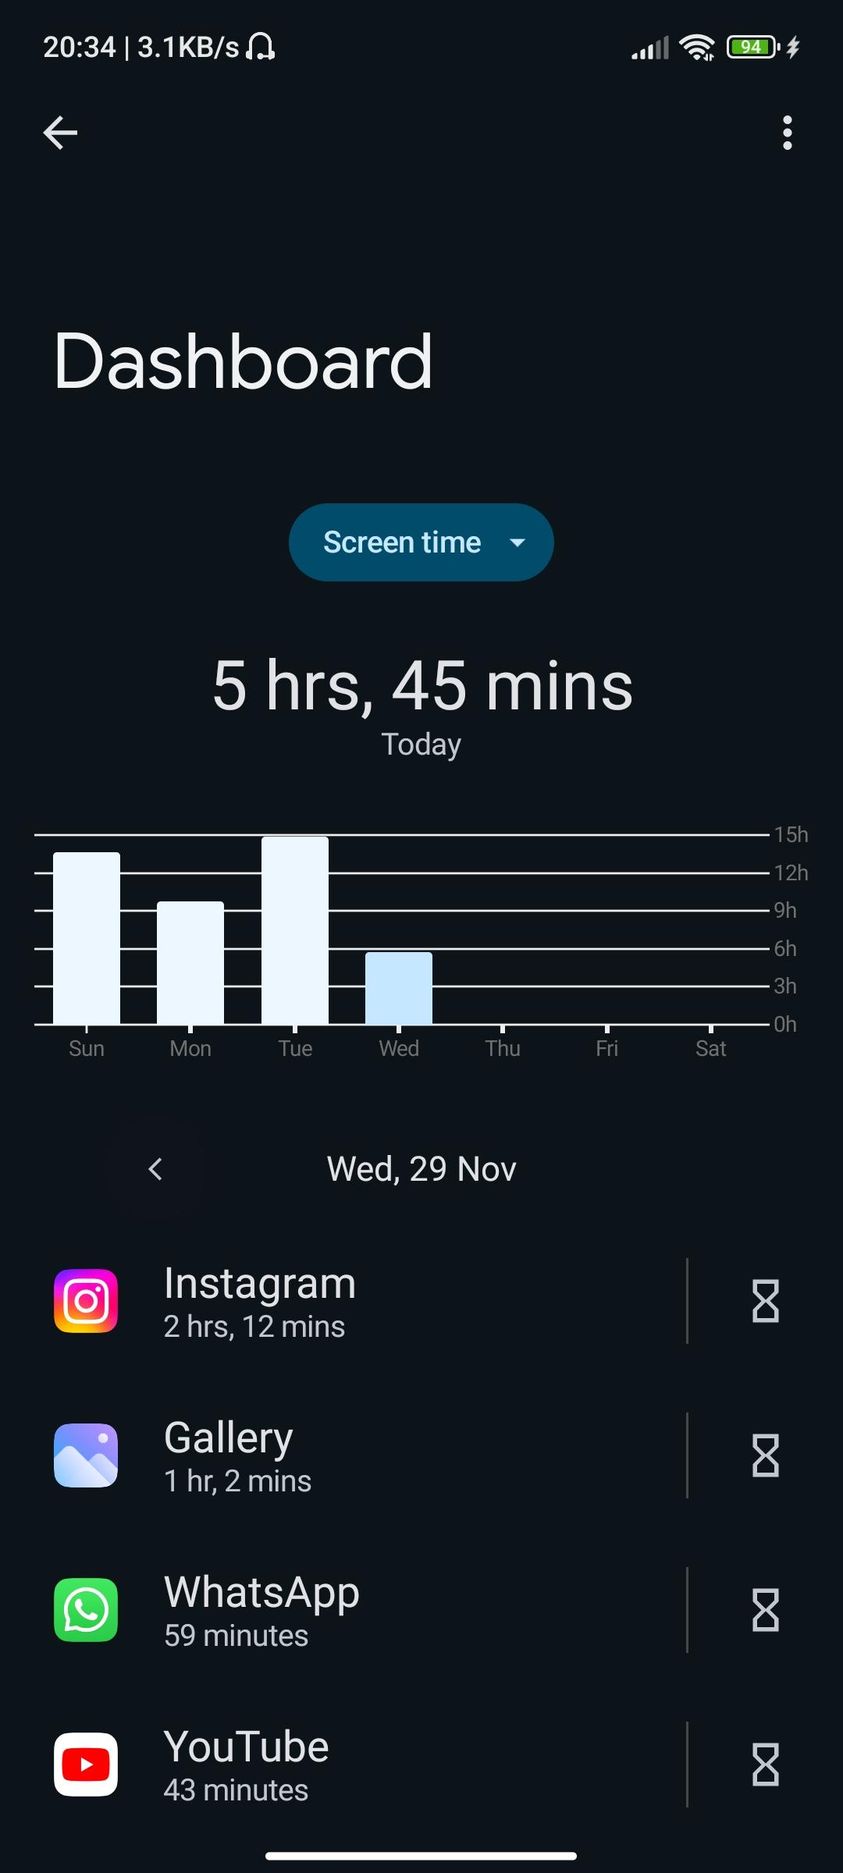 20:34 | 3.1KB/s
94
Dashboard
Screen time
5 hrs, 45 mins
Today
15h
12h
9h
6h
3h
0h
Sun Mon Tue Wed Thu Fri Sat
Wed, 29 Nov
Instagram
2 hrs, 12 mins
Gallery
1 hr, 2 mins
WhatsApp
59 minutes
YouTube
43 minutes